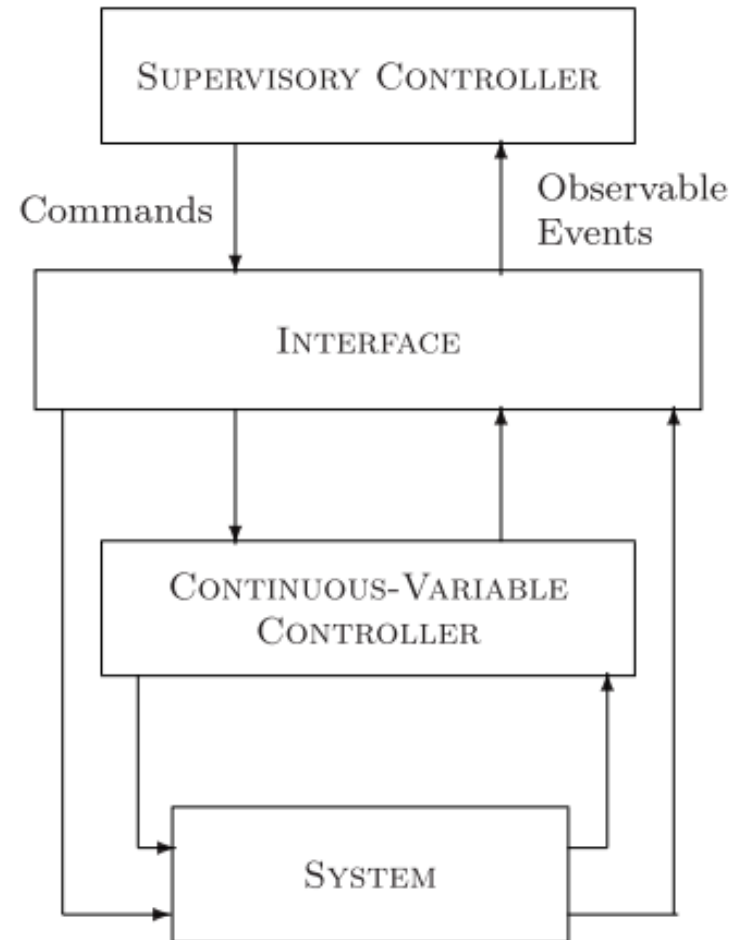 SUPERVISORY CONTROLLER
Commands
Observable
Events
INTERFACE
CONTINUOUS-VARIABLE
CONTROLLER
SYSTEM